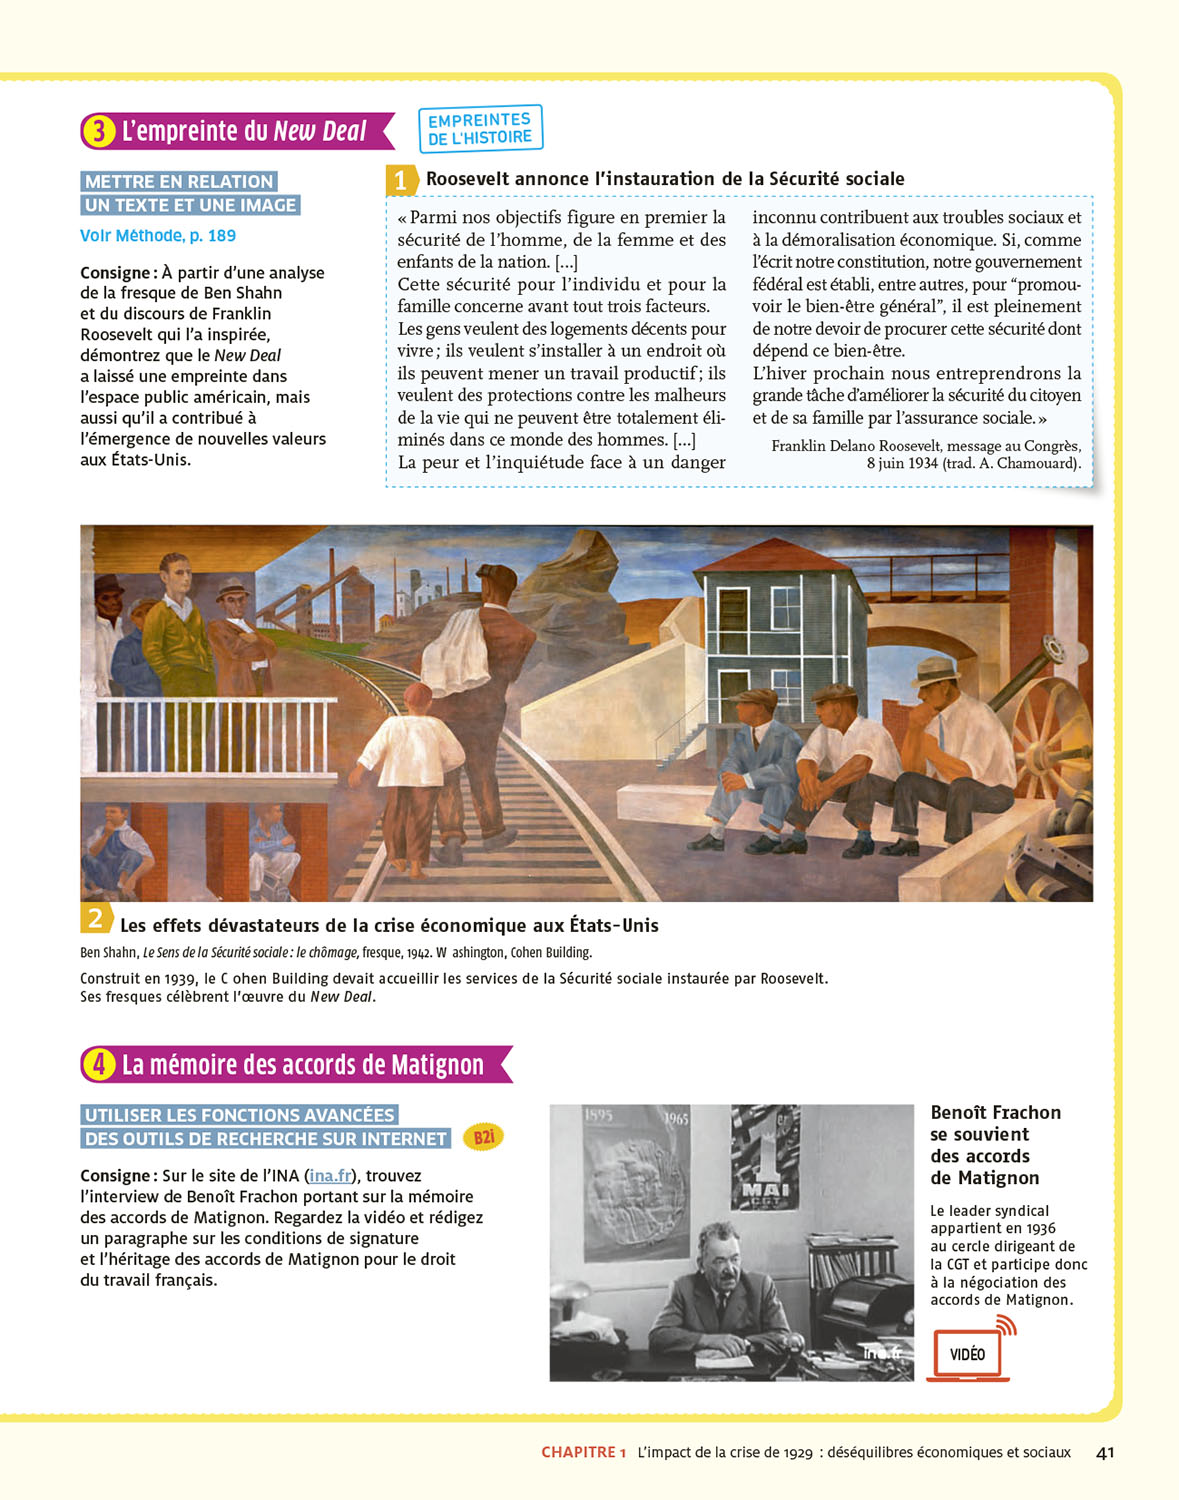 3 L’empreinte du New Deal
EMPREINTES
DE L’HISTOIRE
METTRE EN RELATION
UN TEXTE ET UNE IMAGE
Voir Méthode, p. 189
Consigne : À partir d’une analyse
de la fresque de Ben Shahn
et du discours de Franklin
Roosevelt qui l’a inspirée,
démontrez que le New Deal
a laissé une empreinte dans
l’espace public américain, mais
aussi qu’il a contribué à
l’émergence de nouvelles valeurs
aux États-Unis.
1 Roosevelt annonce l’instauration de la Sécurité sociale
« Parmi nos objectifs figure en premier la
sécurité de l’homme, de la femme et des
enfants de la nation. [...]
Cette sécurité pour l’individu et pour la
famille concerne avant tout trois facteurs.
Les gens veulent des logements décents pour
vivre ; ils veulent s’installer à un endroit où
ils peuvent mener un travail productif ; ils
veulent des protections contre les malheurs
de la vie qui ne peuvent être totalement éli-
minés dans ce monde des hommes. [...]
La peur et l’inquiétude face à un danger
inconnu contribuent aux troubles sociaux et
à la démoralisation économique. Si, comme
l’écrit notre constitution, notre gouvernement
fédéral est établi, entre autres, pour “promou-
voir le bien-être général”, il est pleinement
de notre devoir de procurer cette sécurité dont
dépend ce bien-être.
L’hiver prochain nous entreprendrons la
grande tâche d’améliorer la sécurité du citoyen
et de sa famille par l’assurance sociale. »
Franklin Delano Roosevelt, message au Congrès,
8 juin 1934 (trad. A. Chamouard).
2 Les effets dévastateurs de la crise économique aux États-Unis
Ben Shahn, Le Sens de la Sécurité sociale : le chômage, fresque, 1942. W ashington, Cohen Building.
Construit en 1939, le C ohen Building devait accueillir les services de la Sécurité sociale instaurée par Roosevelt.
Ses fresques célèbrent l’œuvre du New Deal.
4 La mémoire des accords de Matignon
UTILISER LES FONCTIONS AVANCÉES
DES OUTILS DE RECHERCHE SUR INTERNET B2i
Consigne : Sur le site de l’INA (ina.fr), trouvez
l’interview de Benoît Frachon portant sur la mémoire
des accords de Matignon. Regardez la vidéo et rédigez
un paragraphe sur les conditions de signature
et l’héritage des accords de Matignon pour le droit
du travail français.
1895 1965
1er
MAI
ina.fr
Benoît Frachon
se souvient
des accords
de Matignon
Le leader syndical
appartient en 1936
au cercle dirigeant de
la CGT et participe donc
à la négociation des
accords de Matignon.
VIDÉO
CHAPITRE 1 L’impact de la crise de 1929 : déséquilibres économiques et sociaux 41